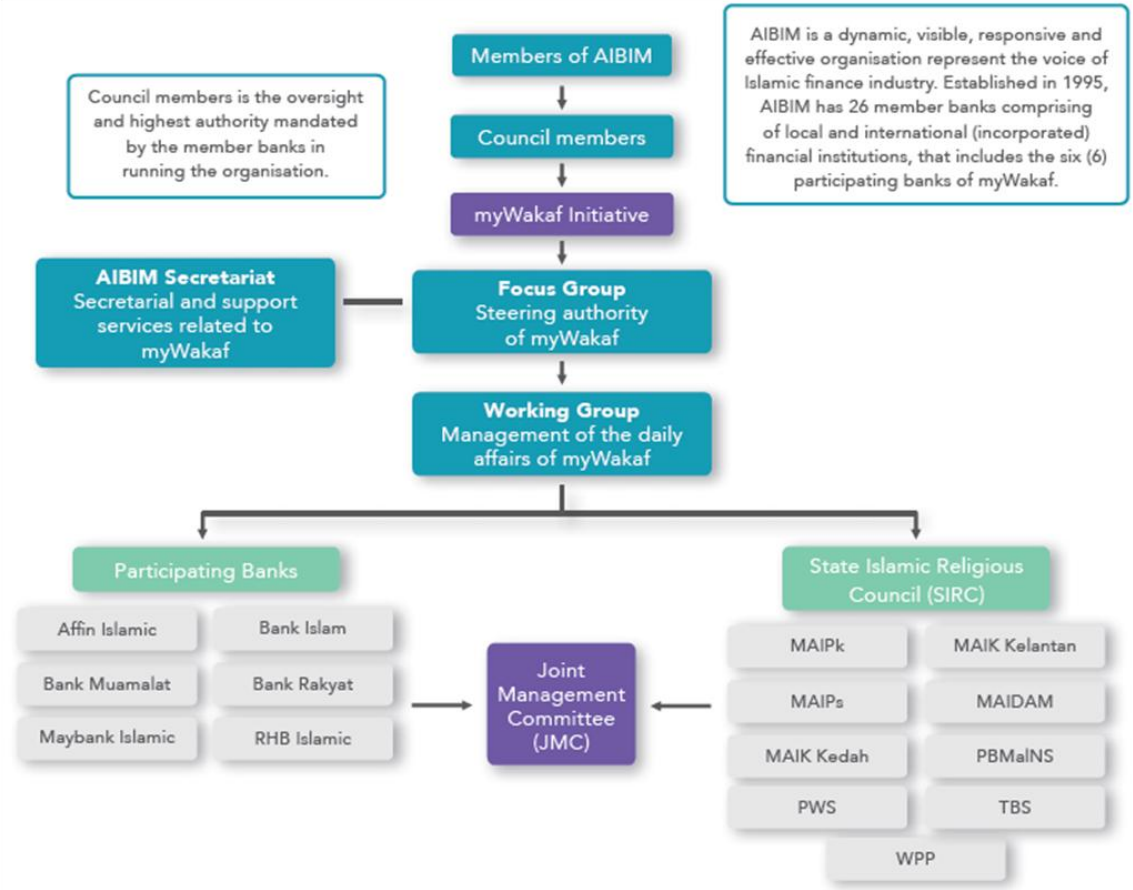 Members of AIBIM
AIBIM is a dynamic, visible, responsive and
effective organisation represent the voice of
Islamic finance industry. Established in 1995,
AIBIM has 26 member banks comprising
of local and international (incorporated)
financial institutions, that includes the six (6)
participating banks of myWakaf.
Council members is the oversight
and highest authority mandated
by the member banks in
running the organisation.
Council members
myWakaf Initiative
AIBIM Secretariat
Secretarial and support
services related to
myWakaf
Focus Group
Steering authority
of myWakaf
Working Group
Management of the daily
affairs of myWakaf
Participating Banks
Affin Islamic
Bank Islam
Bank Muamalat
Bank Rakyat
Maybank Islamic
RHB Islamic
Joint
Management
Committee
(JMC)
State Islamic Religious
Council (SIRC)
MAIPk
MAIK Kelantan
MAIPs
MAIDAM
MAIK Kedah
PBMaINS
PWS
TBS
WPP